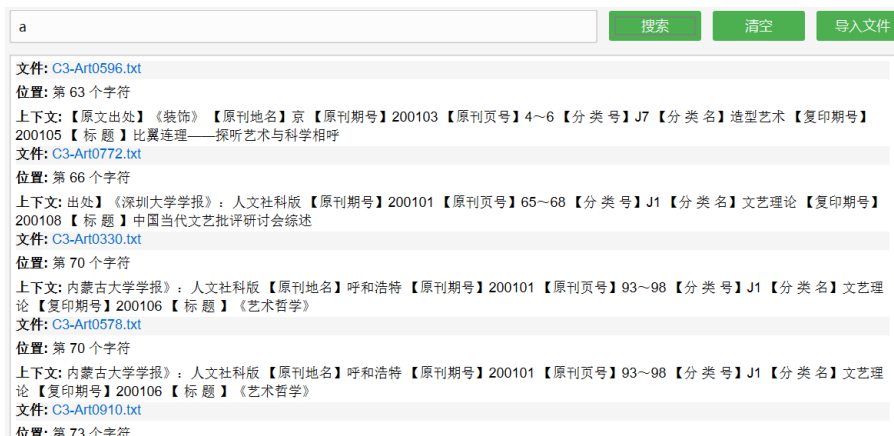 a
搜索
清空
导入文件
文件: C3-Art0596.txt
位置: 第 63 个字符
上下文: 【原文出处】《装饰》 【原刊地名】京 【原刊期号】200103 【原刊页号】4～6 【分 类 号】J7 【分 类 名】造型艺术 【复印期号】
200105 【 标 题 】比翼连理——探听艺术与科学相呼
文件: C3-Art0772.txt
位置: 第 66 个字符
上下文: 出处】《深圳大学学报》：人文社科版 【原刊期号】200101 【原刊页号】65～68 【分 类 号】J1 【分 类 名】文艺理论 【复印期号】
200108 【 标 题 】中国当代文艺批评研讨会综述
文件: C3-Art0330.txt
位置: 第 70 个字符
上下文: 内蒙古大学学报》：人文社科版 【原刊地名】呼和浩特 【原刊期号】200101 【原刊页号】93～98 【分 类 号】J1 【分 类 名】文艺理
论 【复印期号】200106 【 标 题 】《艺术哲学》
文件: C3-Art0578.txt
位置: 第 70 个字符
上下文: 内蒙古大学学报》：人文社科版 【原刊地名】呼和浩特 【原刊期号】200101 【原刊页号】93～98 【分 类 号】J1 【分 类 名】文艺理
论 【复印期号】200106 【 标 题 】《艺术哲学》
文件: C3-Art0910.txt
位置: 第 73 个字符